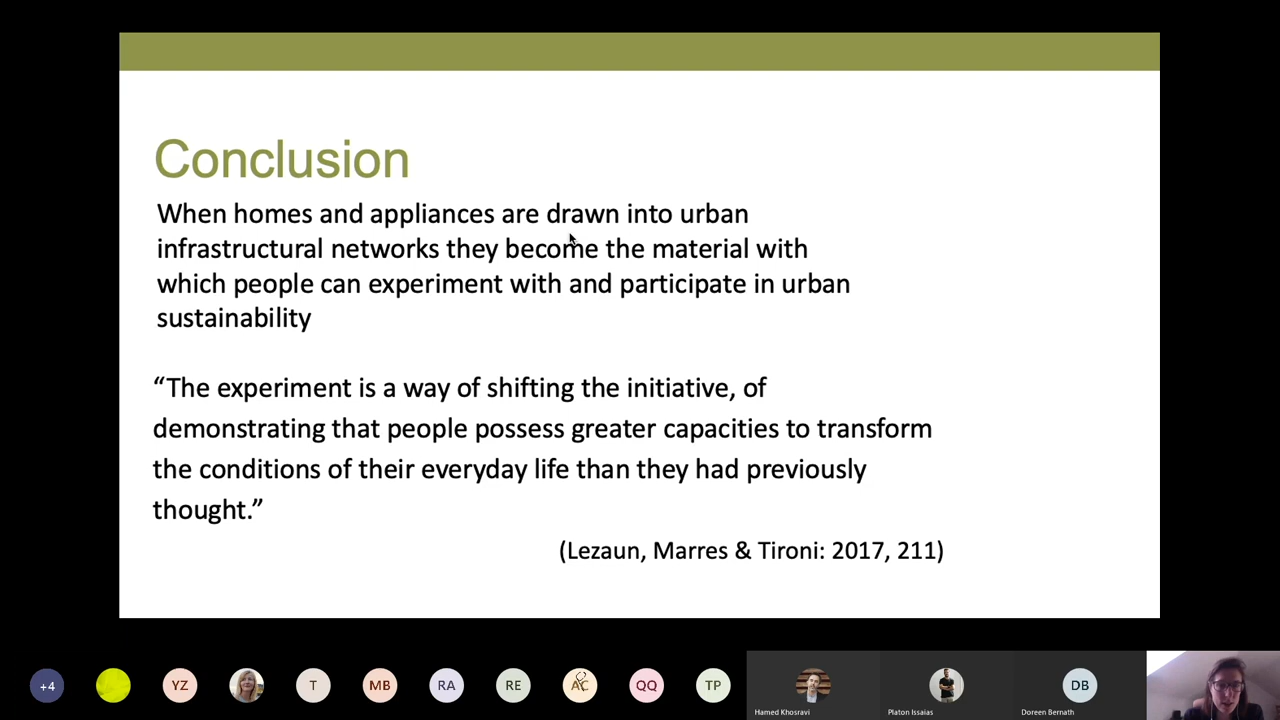 Conclusion
When homes and appliances are drawn into urban
infrastructural networks they become the material with
which people can experiment with and participate in urban
sustainability
“The experiment is a way of shifting the initiative, of
demonstrating that people possess greater capacities to transform
the conditions of their everyday life than they had previously
thought.”
(Lezaun, Marres & Tironi: 2017, 211)
+4 YZ T MB RA RE AC QQ TP DB
Hamed Khosravi Platon Issaias Doreen Bernath